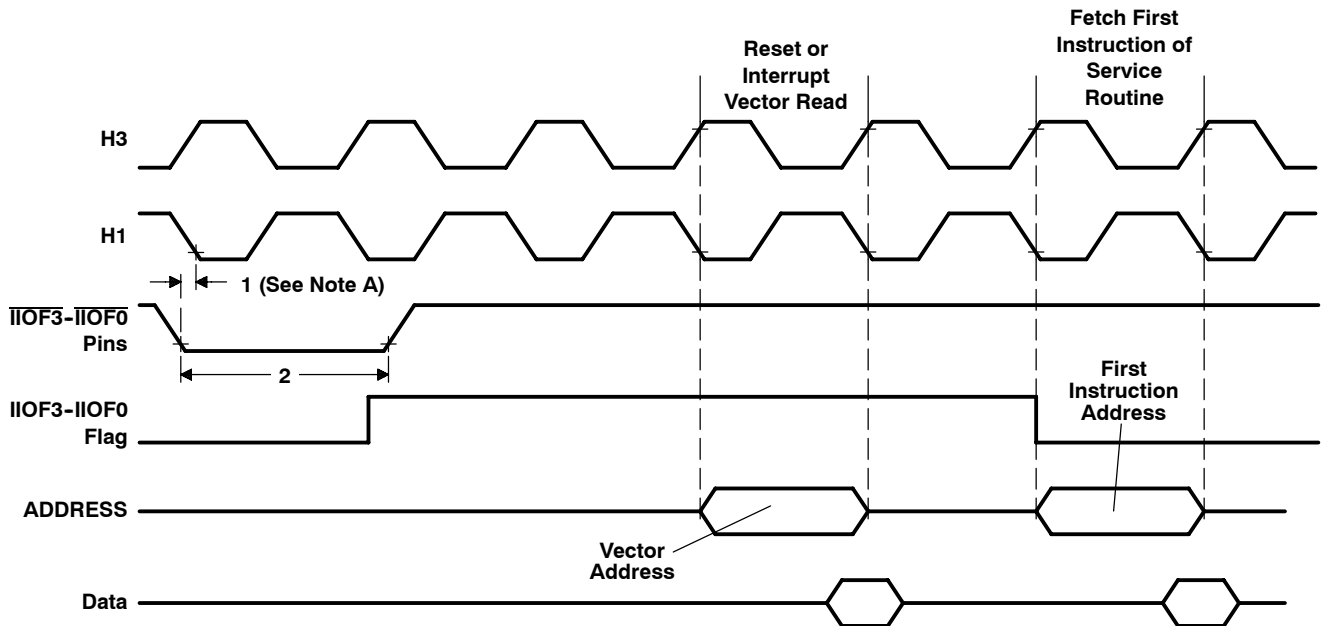 Reset or
Interrupt
Vector Read
Fetch First
Instruction of
Service
Routine
H3
H1
1 (See Note A)
IIOF3-IIOF0
Pins
2
IIOF3-IIOF0
Flag
First
Instruction
Address
ADDRESS
Vector
Address
Data